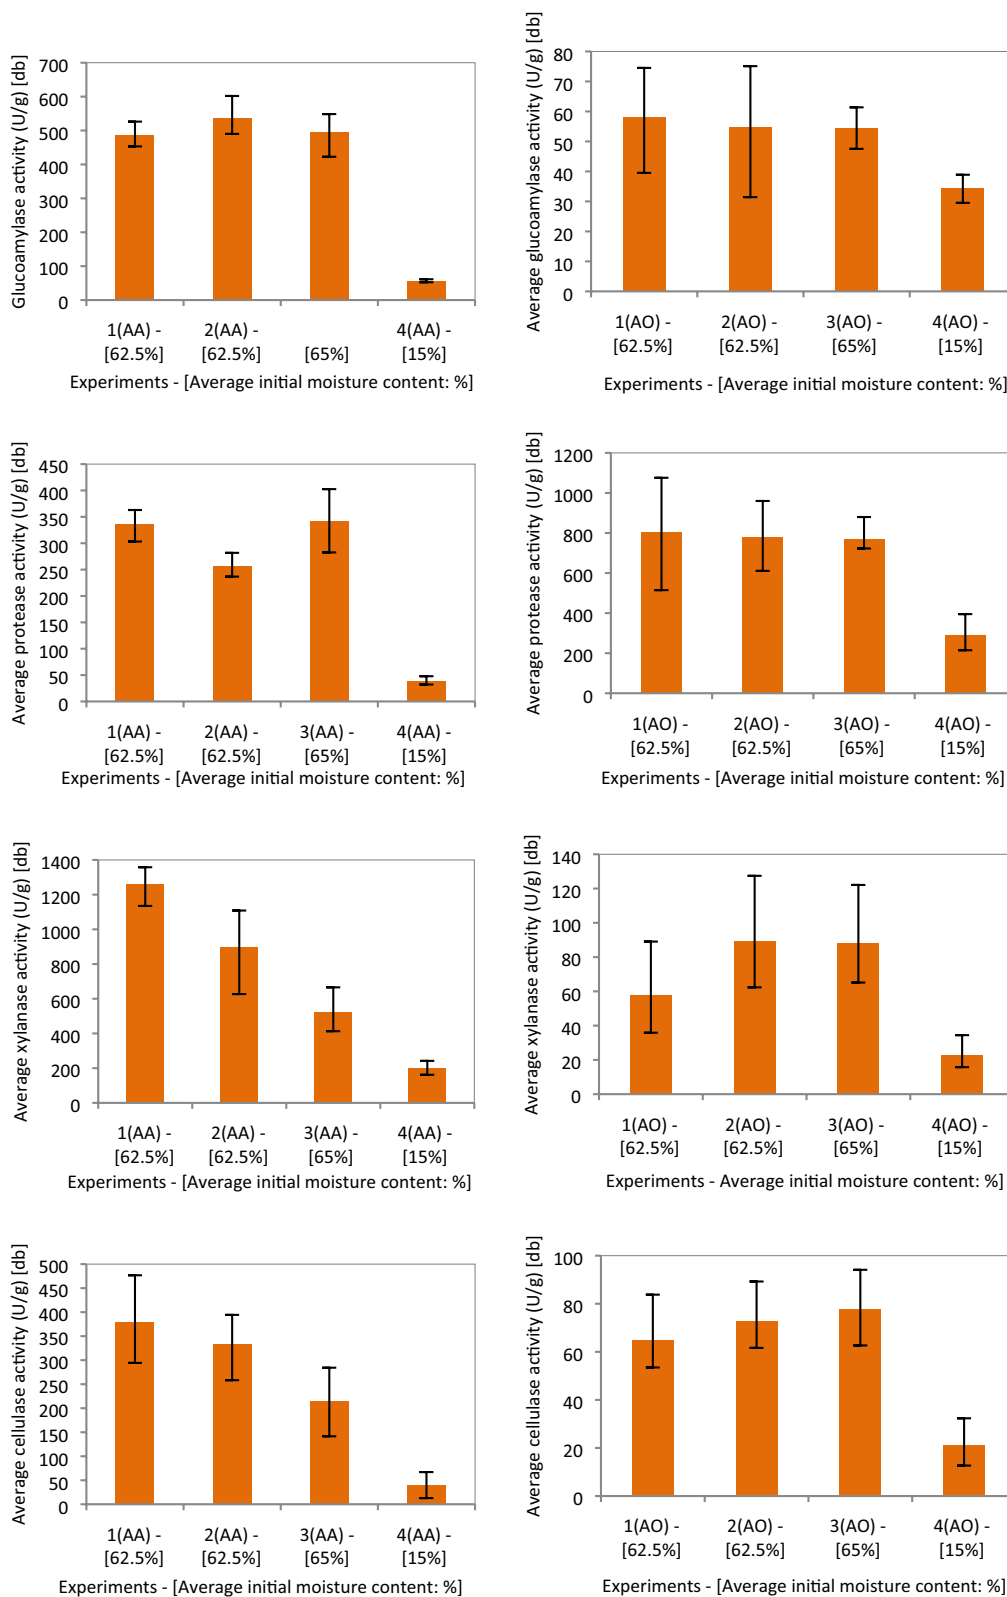 Glucoamylase activity (U/g) [db]
700
600
500
400
300
200
100
0
1(AA) - 2(AA) - 4(AA) -
[62.5%] [62.5%] [65%] [15%]
Experiments - [Average initial moisture content: %]
Average glucoamylase activity (U/g) [db]
80
70
60
50
40
30
20
10
0
1(AO) - 2(AO) - 3(AO) - 4(AO) -
[62.5%] [62.5%] [65%] [15%]
Experiments - [Average initial moisture content: %]
Average protease activity (U/g) [db]
450
400
350
300
250
200
150
100
50
0
1(AA) - 2(AA) - 3(AA) - 4(AA) -
[62.5%] [62.5%] [65%] [15%]
Experiments - [Average initial moisture content: %]
Average protease activity (U/g) [db]
1200
1000
800
600
400
200
0
1(AO) - 2(AO) - 3(AO) - 4(AO) -
[62.5%] [62.5%] [65%] [15%]
Experiments - [Average initial moisture content: %]
Average xylanase activity (U/g) [db]
1400
1200
1000
800
600
400
200
0
1(AA) - 2(AA) - 3(AA) - 4(AA) -
[62.5%] [62.5%] [65%] [15%]
Experiments - [Average initial moisture content: %]
Average xylanase activity (U/g) [db]
140
120
100
80
60
40
20
0
1(AO) - 2(AO) - 3(AO) - 4(AO) -
[62.5%] [62.5%] [65%] [15%]
Experiments - Average initial moisture content: %]
Average cellulase activity (U/g) [db]
500
450
400
350
300
250
200
150
100
50
0
1(AA) - 2(AA) - 3(AA) - 4(AA) -
[62.5%] [62.5%] [65%] [15%]
Experiments - [Average initial moisture content: %]
Average cellulase activity (U/g) [db]
100
80
60
40
20
0
1(AO) - 2(AO) - 3(AO) - 4(AO) -
[62.5%] [62.5%] [65%] [15%]
Experiments - [Average initial moisture content: %]